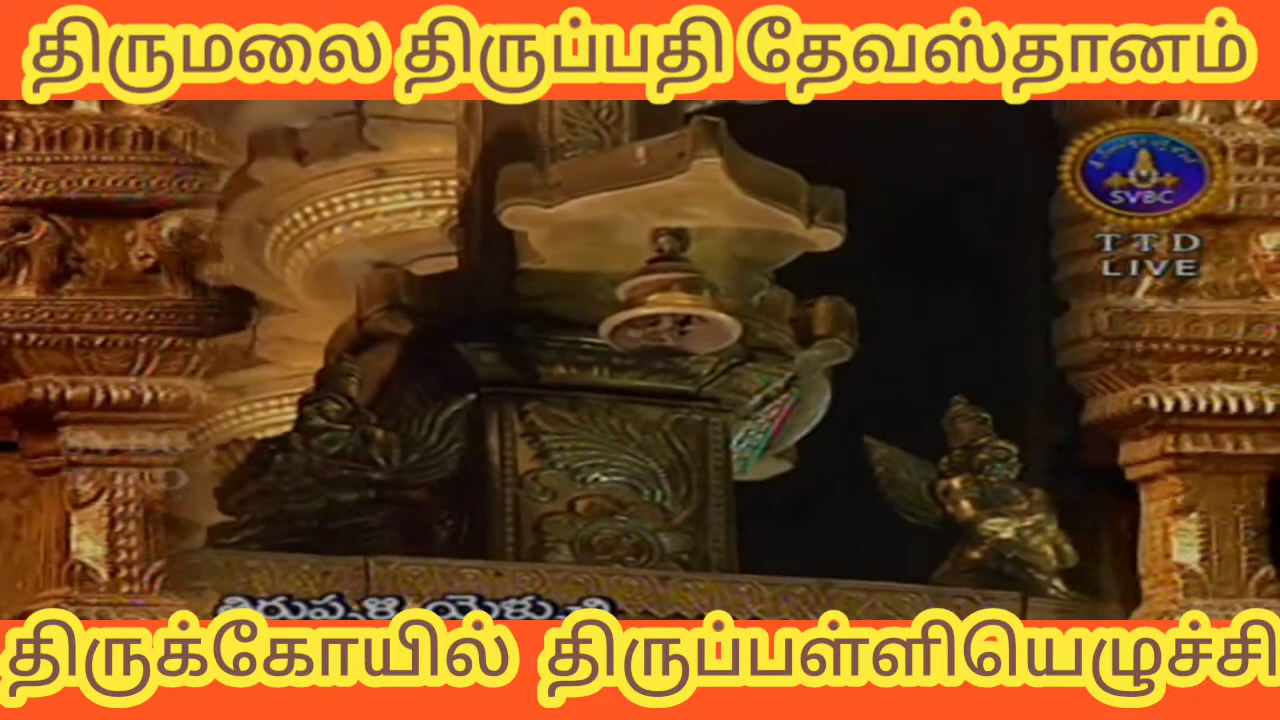 திருமலை திருப்பதி தேவஸ்தானம்
SVBC
TTD
LIVE
திருக்கோயில் திருப்பள்ளியெழுச்சி